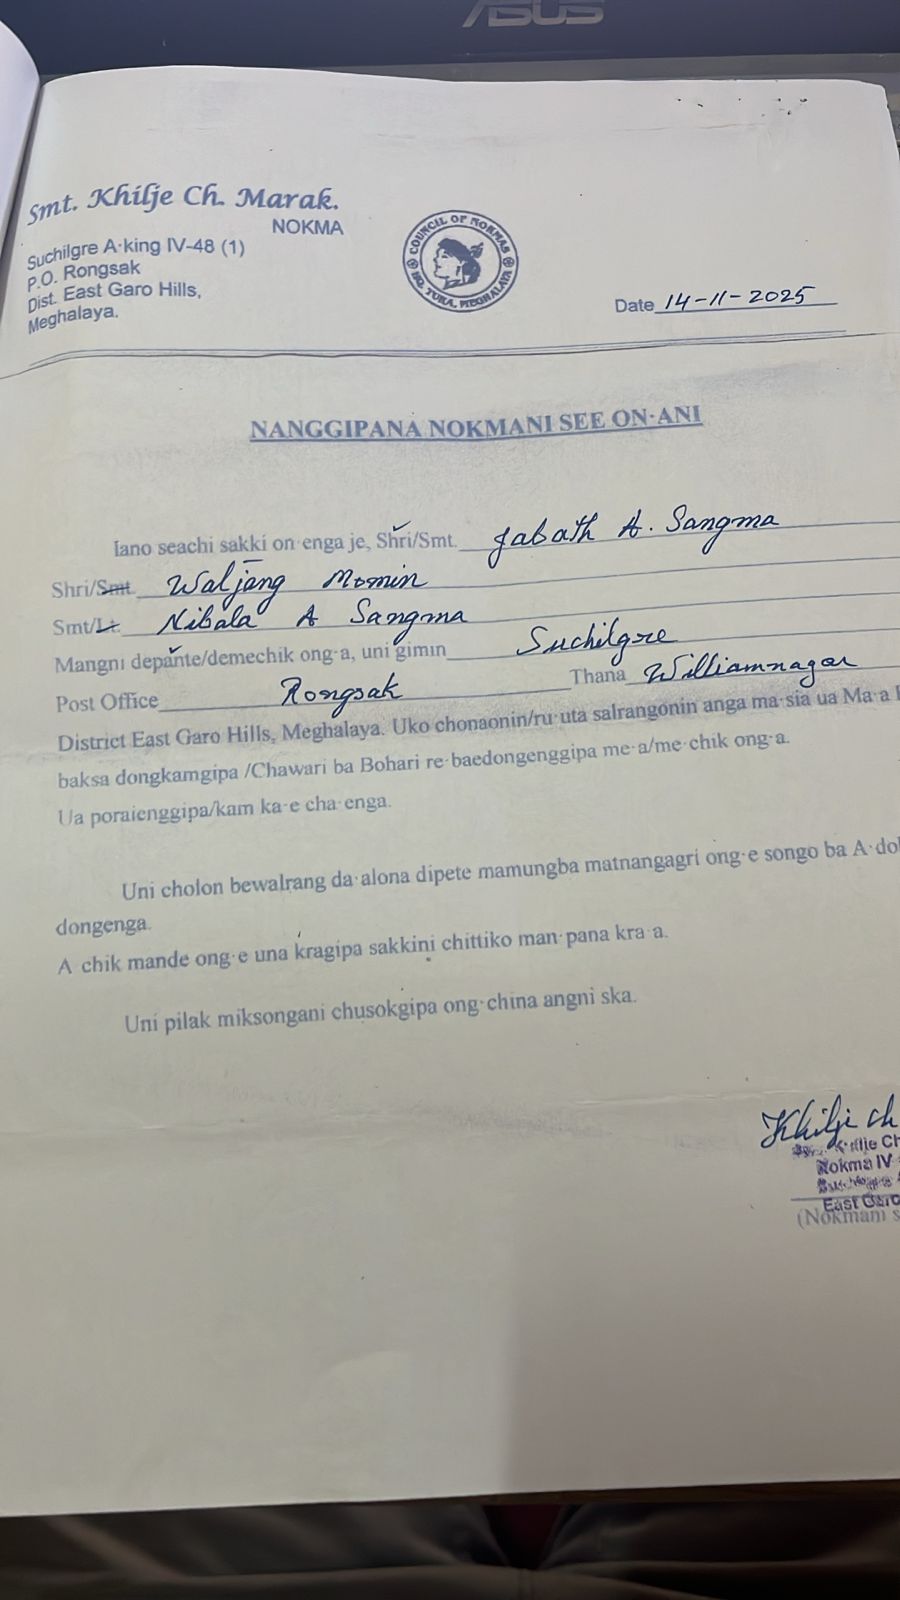 ASUS
Smt. Khilje Ch. Marak.
NOKMA
Suchilgre A·king IV-48 (1)
P.O. Rongsak
Dist. East Garo Hills,
Meghalaya.
COUNCIL OF NOKMAS
HQ. TURA, MEGHALAYA
Date 14-11-2025
NANGGIPANA NOKMANI SEE ON·ANI
Iano seachi sakki on·enga je, Shri/Smt. Jabath A. Sangma
Shri/Smt. Waljang Momin
Smt/Lt. Nibala A Sangma
Mangni depante/demechik ong·a, uni gimin Suchilgre
Post Office Rongsak Thana Williamnagar
District East Garo Hills, Meghalaya. Uko chonaonin/ru·uta salrangonin anga ma·sia ua Ma·a
baksa dongkamgipa /Chawari ba Bohari re·baedongenggipa me·a/me·chik ong·a.
Ua poraienggipa/kam ka·e cha·enga.
Uni cholon bewalrang da·alona dipete mamungba matnangagri ong·e songo ba
dongenga.
A·chik mande ong·e una kragipa sakkini chittiko man·pana kra·a.
Uni pilak miksongani chusokgipa ong·china angni ska.
Khilje Ch
Nokma IV
East Garo
(Nokmani